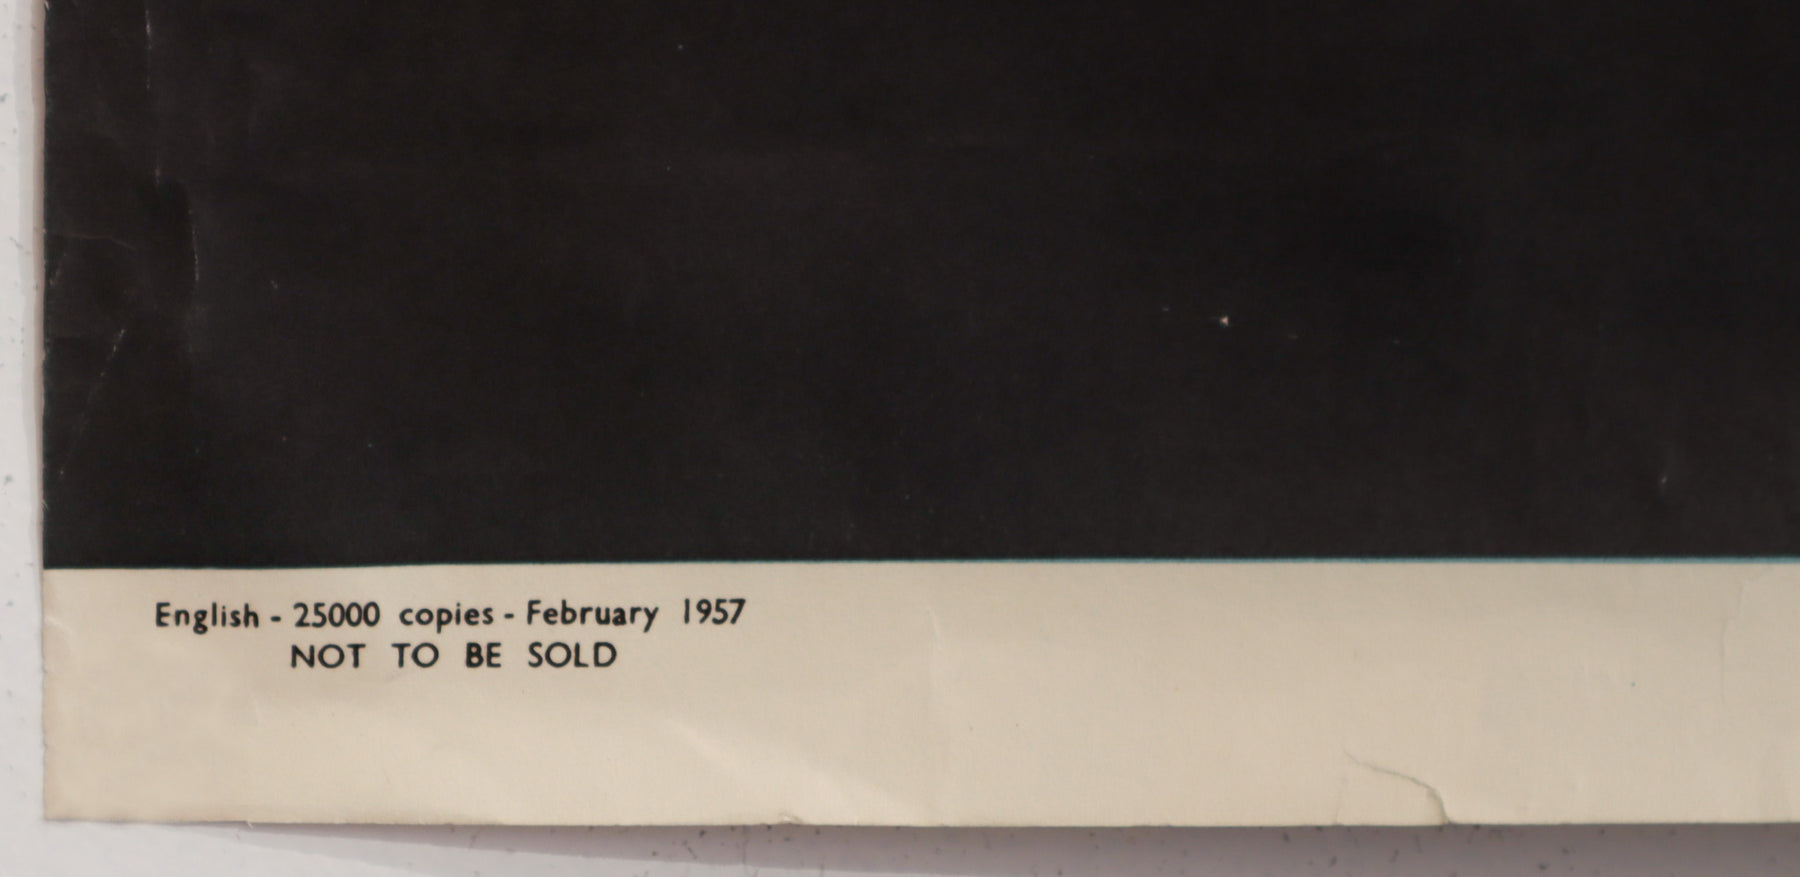 English - 25000 copies - February 1957
NOT TO BE SOLD